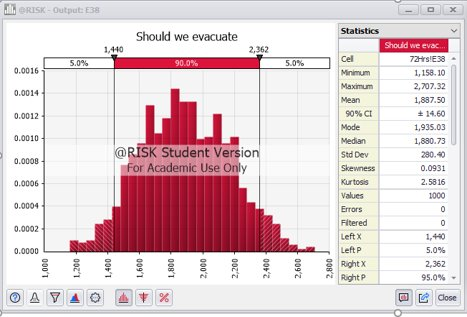 @RISK - Output: E38
Should we evacuate
1,440 2,362
5.0% 90.0% 5.0%
0.0016
0.0014
0.0012
0.0010
0.0008
0.0006
0.0004
0.0002
0.0000
@RISK Student Version
For Academic Use Only
1,000 1,200 1,400 1,600 1,800 2,000 2,200 2,400 2,600 2,800
Statistics
Should we evac...
Cell 72Hrs!E38
Minimum 1,158.10
Maximum 2,707.32
Mean 1,887.50
90% CI ± 14.60
Mode 1,935.03
Median 1,880.73
Std Dev 280.40
Skewness 0.0931
Kurtosis 2.5816
Values 1000
Errors 0
Filtered 0
Left X 1,440
Left P 5.0%
Right X 2,362
Right P 95.0%
Close